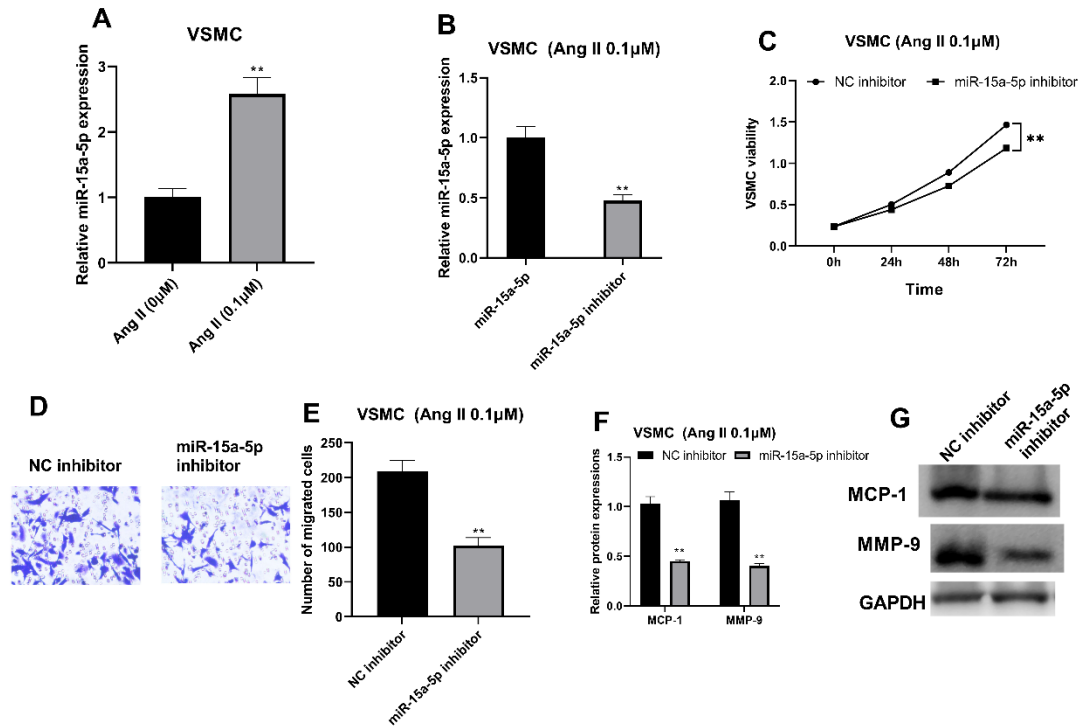 A
VSMC
Relative miR-15a-5p expression
4
3
2
1
0
**
Ang II (0μM)
Ang II (0.1μM)
B
VSMC (Ang II 0.1μM)
Relative miR-15a-5p expression
1.5
1.0
0.5
0.0
**
miR-15a-5p
miR-15a-5p inhibitor
C
VSMC (Ang II 0.1μM)
NC inhibitor
miR-15a-5p inhibitor
VSMC viability
2.0
1.5
1.0
0.5
0.0
**
0h
24h
48h
72h
Time
D
NC inhibitor
miR-15a-5p
inhibitor
E
VSMC (Ang II 0.1μM)
Number of migrated cells
250
200
150
100
50
0
**
NC inhibitor
miR-15a-5p inhibitor
F
VSMC (Ang II 0.1μM)
NC inhibitor
miR-15a-5p inhibitor
Relative protein expressions
1.5
1.0
0.5
0.0
**
**
MCP-1
MMP-9
G
NC inhibitor
miR-15a-5p
inhibitor
MCP-1
MMP-9
GAPDH